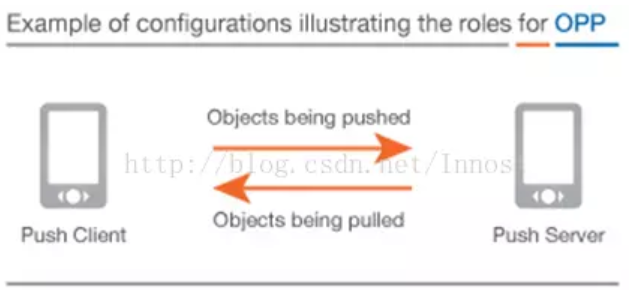 Example of configurations illustrating the roles for OPP
Objects being pushed
http://blog.csdn.net/Innos
Objects being pulled
Push Client
Push Server